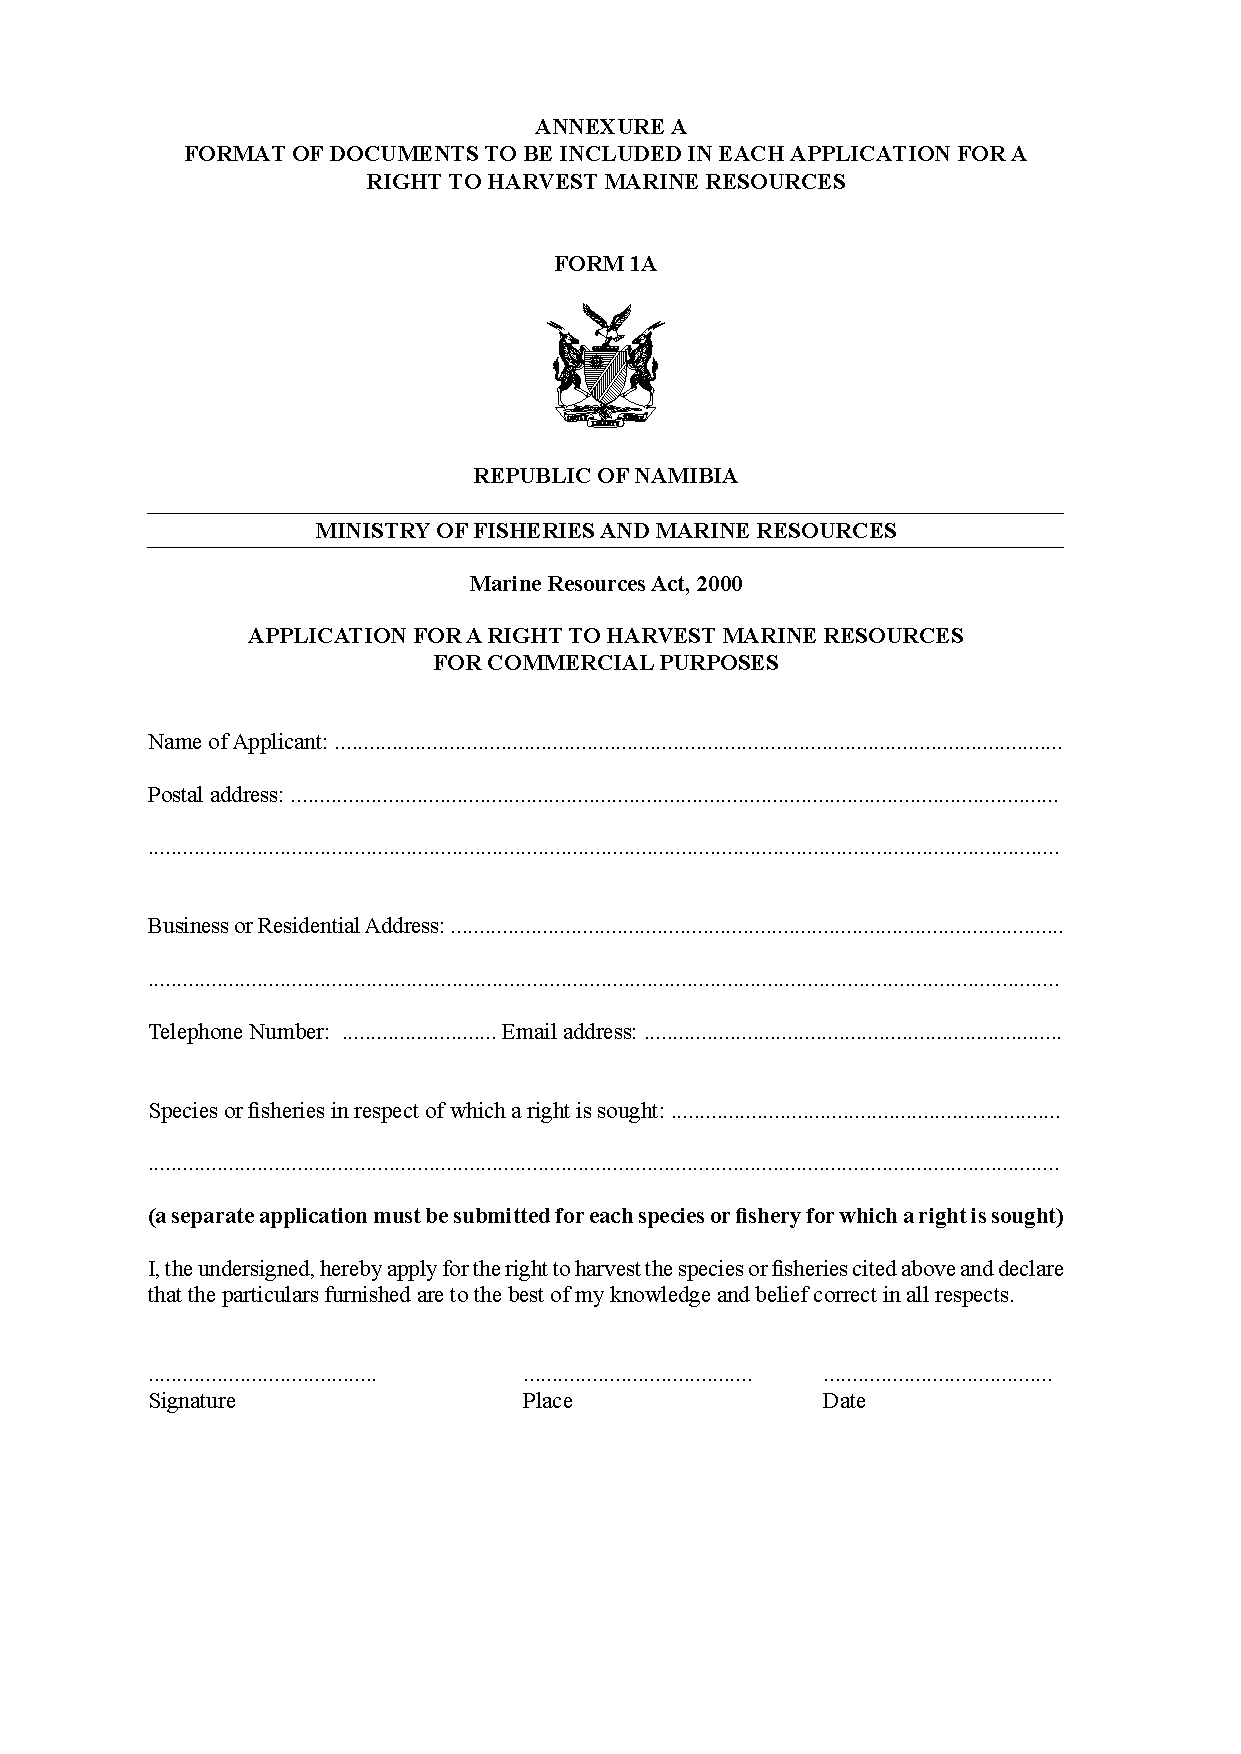 ANNEXURE A
FORMAT OF DOCUMENTS TO BE INCLUDED IN EACH APPLICATION FOR A
RIGHT TO HARVEST MARINE RESOURCES
FORM 1A
REPUBLIC OF NAMIBIA
MINISTRY OF FISHERIES AND MARINE RESOURCES
Marine Resources Act, 2000
APPLICATION FOR A RIGHT TO HARVEST MARINE RESOURCES
FOR COMMERCIAL PURPOSES
Name of Applicant: ...............................................................................................................................
Postal address: ......................................................................................................................................
...............................................................................................................................................................
Business or Residential Address: ...........................................................................................................
...............................................................................................................................................................
Telephone Number: ........................... Email address: .........................................................................
Species or fisheries in respect of which a right is sought: ....................................................................
...............................................................................................................................................................
(a separate application must be submitted for each species or fishery for which a right is sought)
I, the undersigned, hereby apply for the right to harvest the species or fisheries cited above and declare
that the particulars furnished are to the best of my knowledge and belief correct in all respects.
........................................ ........................................ ........................................
Signature Place Date